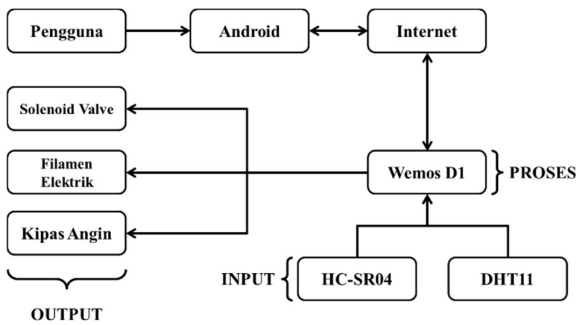 Pengguna
Android
Internet
Solenoid Valve
Filamen
Elektrik
Wemos D1
PROSES
Kipas Angin
INPUT
HC-SR04
DHT11
OUTPUT